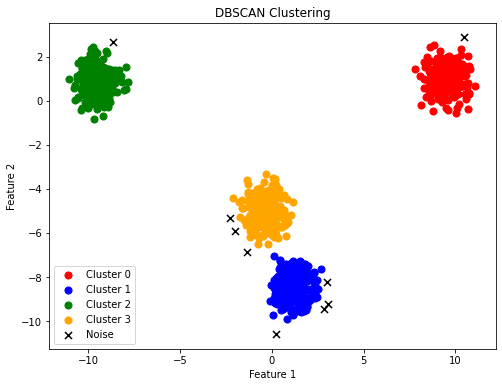 DBSCAN Clustering
Feature 2
2
0
−2
−4
−6
−8
−10
Cluster 0
Cluster 1
Cluster 2
Cluster 3
Noise
−10
−5
0
5
10
Feature 1